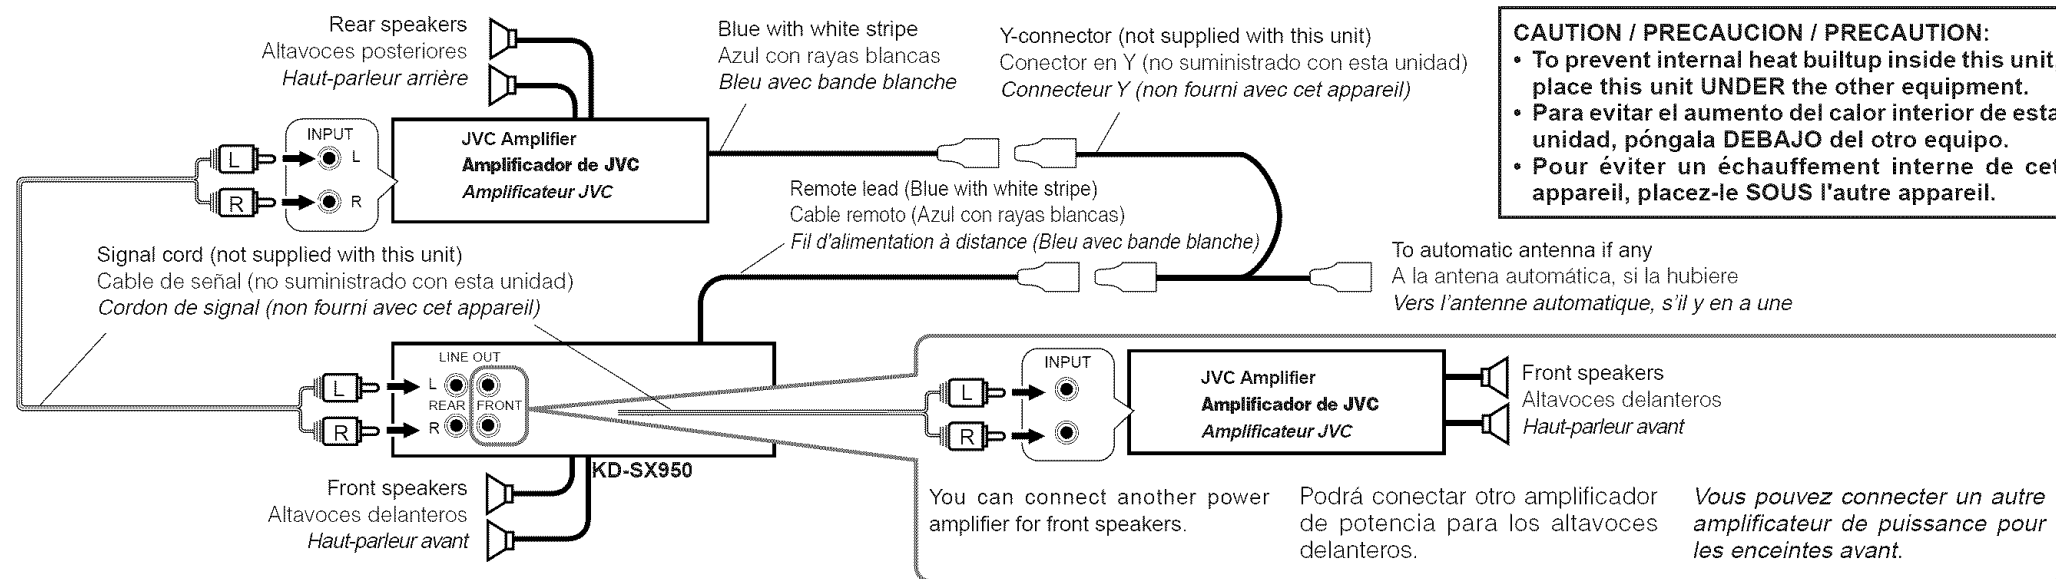 Rear speakers
Altavoces posteriores
Haut-parleur arrière
Blue with white stripe
Azul con rayas blancas
Bleu avec bande blanche
Y-connector (not supplied with this unit)
Conector en Y (no suministrado con esta unidad)
Connecteur Y (non fourni avec cet appareil)
CAUTION / PRECAUCION / PRECAUTION:
• To prevent internal heat builtup inside this unit,
place this unit UNDER the other equipment.
• Para evitar el aumento del calor interior de esta
unidad, póngala DEBAJO del otro equipo.
• Pour éviter un échauffement interne de cet
appareil, placez-le SOUS l'autre appareil.
INPUT
L
L
R
R
JVC Amplifier
Amplificador de JVC
Amplificateur JVC
Remote lead (Blue with white stripe)
Cable remoto (Azul con rayas blancas)
Fil d'alimentation à distance (Bleu avec bande blanche)
Signal cord (not supplied with this unit)
Cable de señal (no suministrado con esta unidad)
Cordon de signal (non fourni avec cet appareil)
To automatic antenna if any
A la antena automática, si la hubiere
Vers l'antenne automatique, s'il y en a une
LINE OUT
L
L
REAR
FRONT
R
R
KD-SX950
INPUT
L
R
JVC Amplifier
Amplificador de JVC
Amplificateur JVC
Front speakers
Altavoces delanteros
Haut-parleur avant
Front speakers
Altavoces delanteros
Haut-parleur avant
You can connect another power
amplifier for front speakers.
Podrá conectar otro amplificador
de potencia para los altavoces
delanteros.
Vous pouvez connecter un autre
amplificateur de puissance pour
les enceintes avant.